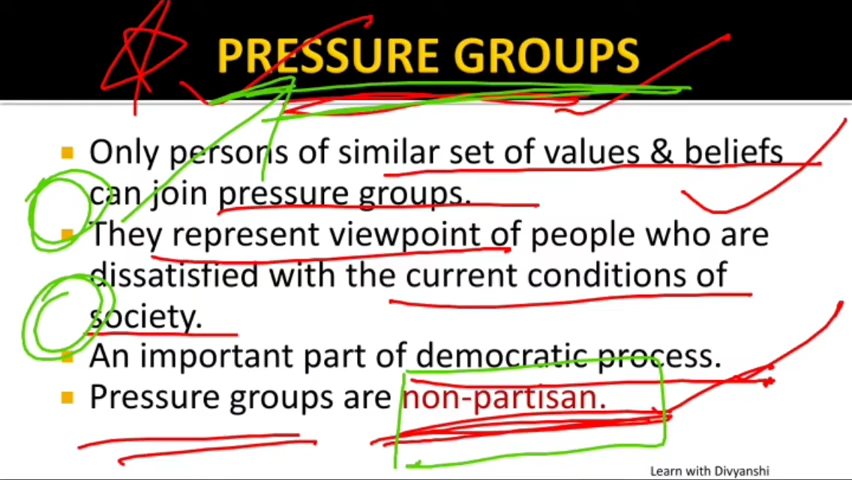 PRESSURE GROUPS
Only persons of similar set of values & beliefs
can join pressure groups.
They represent viewpoint of people who are
dissatisfied with the current conditions of
society.
An important part of democratic process.
Pressure groups are non-partisan.
Learn with Divyanshi